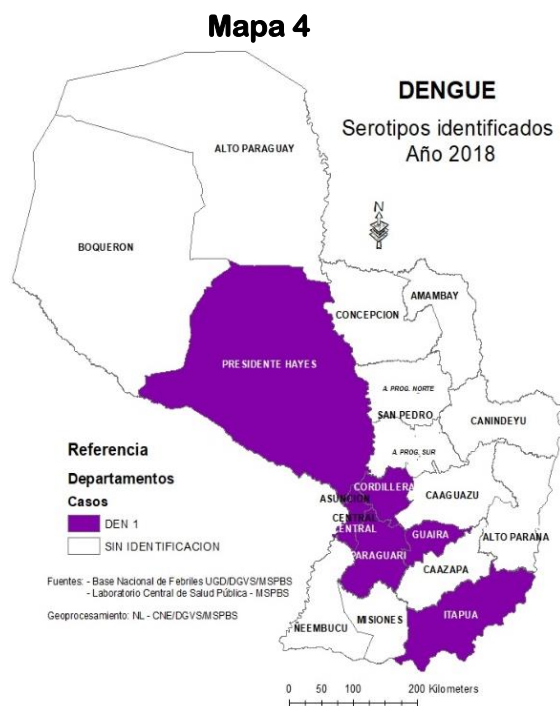 Mapa 4
DENGUE
Serotipos identificados
Año 2018
N
ALTO PARAGUAY
BOQUERON
CONCEPCION
AMAMBAY
PRESIDENTE HAYES
A. PROG. NORTE
SAN PEDRO
CANINDEYU
A. PROG. SUR
CORDILLERA
ASUNCION
CAAGUAZU
CENTRAL
CENTRAL
GUAIRA
ALTO PARANA
PARAGUARI
CAAZAPA
ITAPUA
MISIONES
ÑEEMBUCU
Referencia
Departamentos
Casos
DEN 1
SIN IDENTIFICACION
Fuentes: - Base Nacional de Febriles UGD/DGVS/MSPBS
- Laboratorio Central de Salud Pública - MSPBS
Geoprocesamiento: NL - CNE/DGVS/MSPBS
0 50 100 200 Kilometers